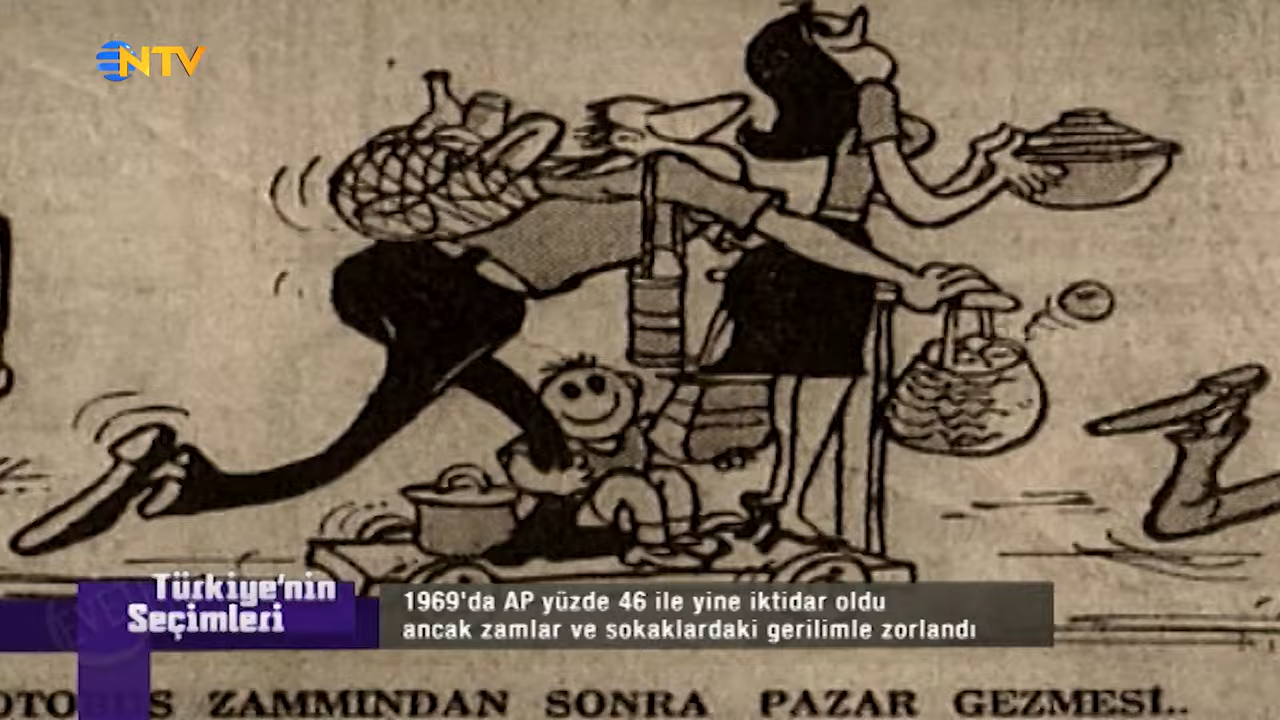 NTV
Türkiye'nin
Seçimleri
1969'da AP yüzde 46 ile yine iktidar oldu
ancak zamlar ve sokaklardaki gerilimle zorlandı
ZAMMINDAN SONRA PAZAR GEZMESİ..